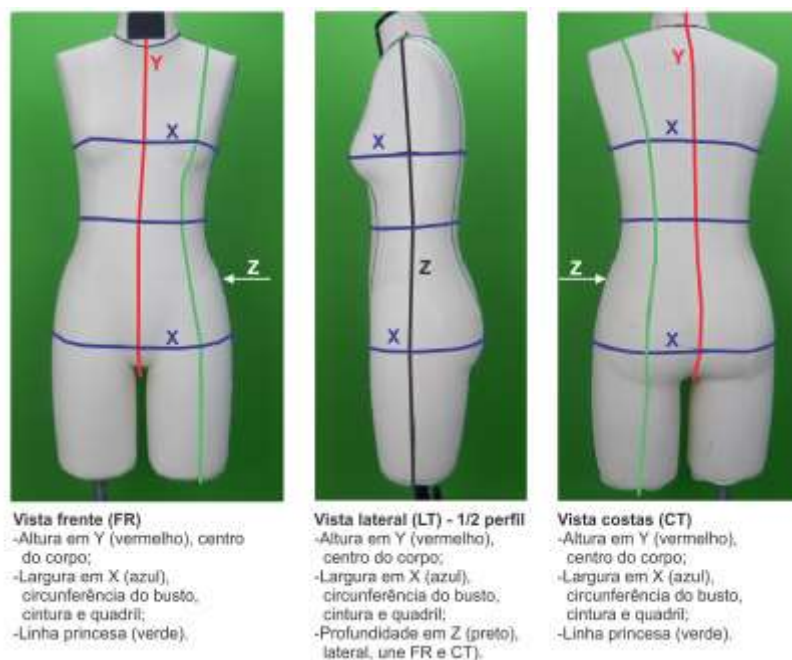 Y
X
Z
X
X
Z
X
Y
X
Z
X
Vista frente (FR)
-Altura em Y (vermelho), centro
do corpo;
-Largura em X (azul),
circunferência do busto,
cintura e quadril;
-Linha princesa (verde).
Vista lateral (LT) - 1/2 perfil
-Altura em Y (vermelho),
centro do corpo;
-Largura em X (azul),
circunferência do busto,
cintura e quadril;
-Profundidade em Z (preto),
lateral, une FR e CT).
Vista costas (CT)
-Altura em Y (vermelho),
centro do corpo;
-Largura em X (azul),
circunferência do busto,
cintura e quadril;
-Linha princesa (verde).